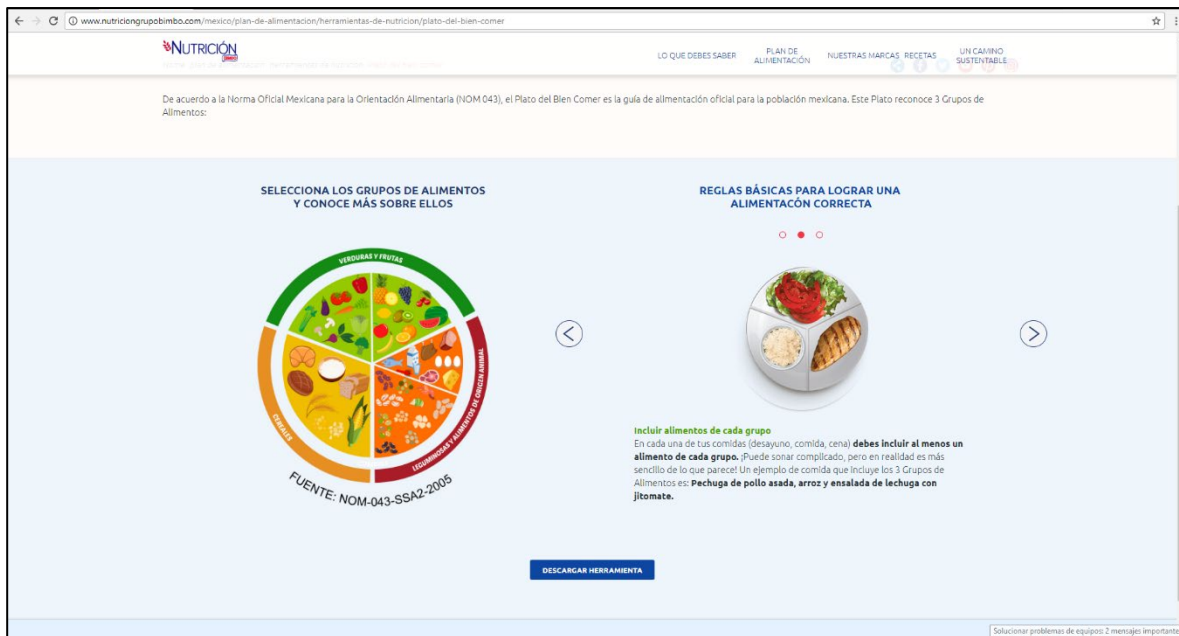 www.nutriciongrupobimbo.com/mexico/plan-de-alimentacion/herramientas-de-nutricion/plato-del-bien-comer
NUTRICIÓN
LO QUE DEBES SABER
PLAN DE
ALIMENTACIÓN
NUESTRAS MARCAS
RECETAS
UN CAMINO
SUSTENTABLE
De acuerdo a la Norma Oficial Mexicana para la Orientación Alimentaria (NOM 043), el Plato del Bien Comer es la guía de alimentación oficial para la población mexicana. Este Plato reconoce 3 Grupos de
Alimentos:
SELECCIONA LOS GRUPOS DE ALIMENTOS
Y CONOCE MÁS SOBRE ELLOS
VERDURAS Y FRUTAS
CEREALES
LEGUMINOSAS Y ALIMENTOS DE ORIGEN ANIMAL
FUENTE: NOM-043-SSA2-2005
REGLAS BÁSICAS PARA LOGRAR UNA
ALIMENTACÓN CORRECTA
Incluir alimentos de cada grupo
En cada una de tus comidas (desayuno, comida, cena) debes incluir al menos un
alimento de cada grupo. ¡Puede sonar complicado, pero en realidad es más
sencillo de lo que parece! Un ejemplo de comida que incluye los 3 Grupos de
Alimentos es: Pechuga de pollo asada, arroz y ensalada de lechuga con
jitomate.
DESCARGAR HERRAMIENTA
Solucionar problemas de equipos: 2 mensajes importante